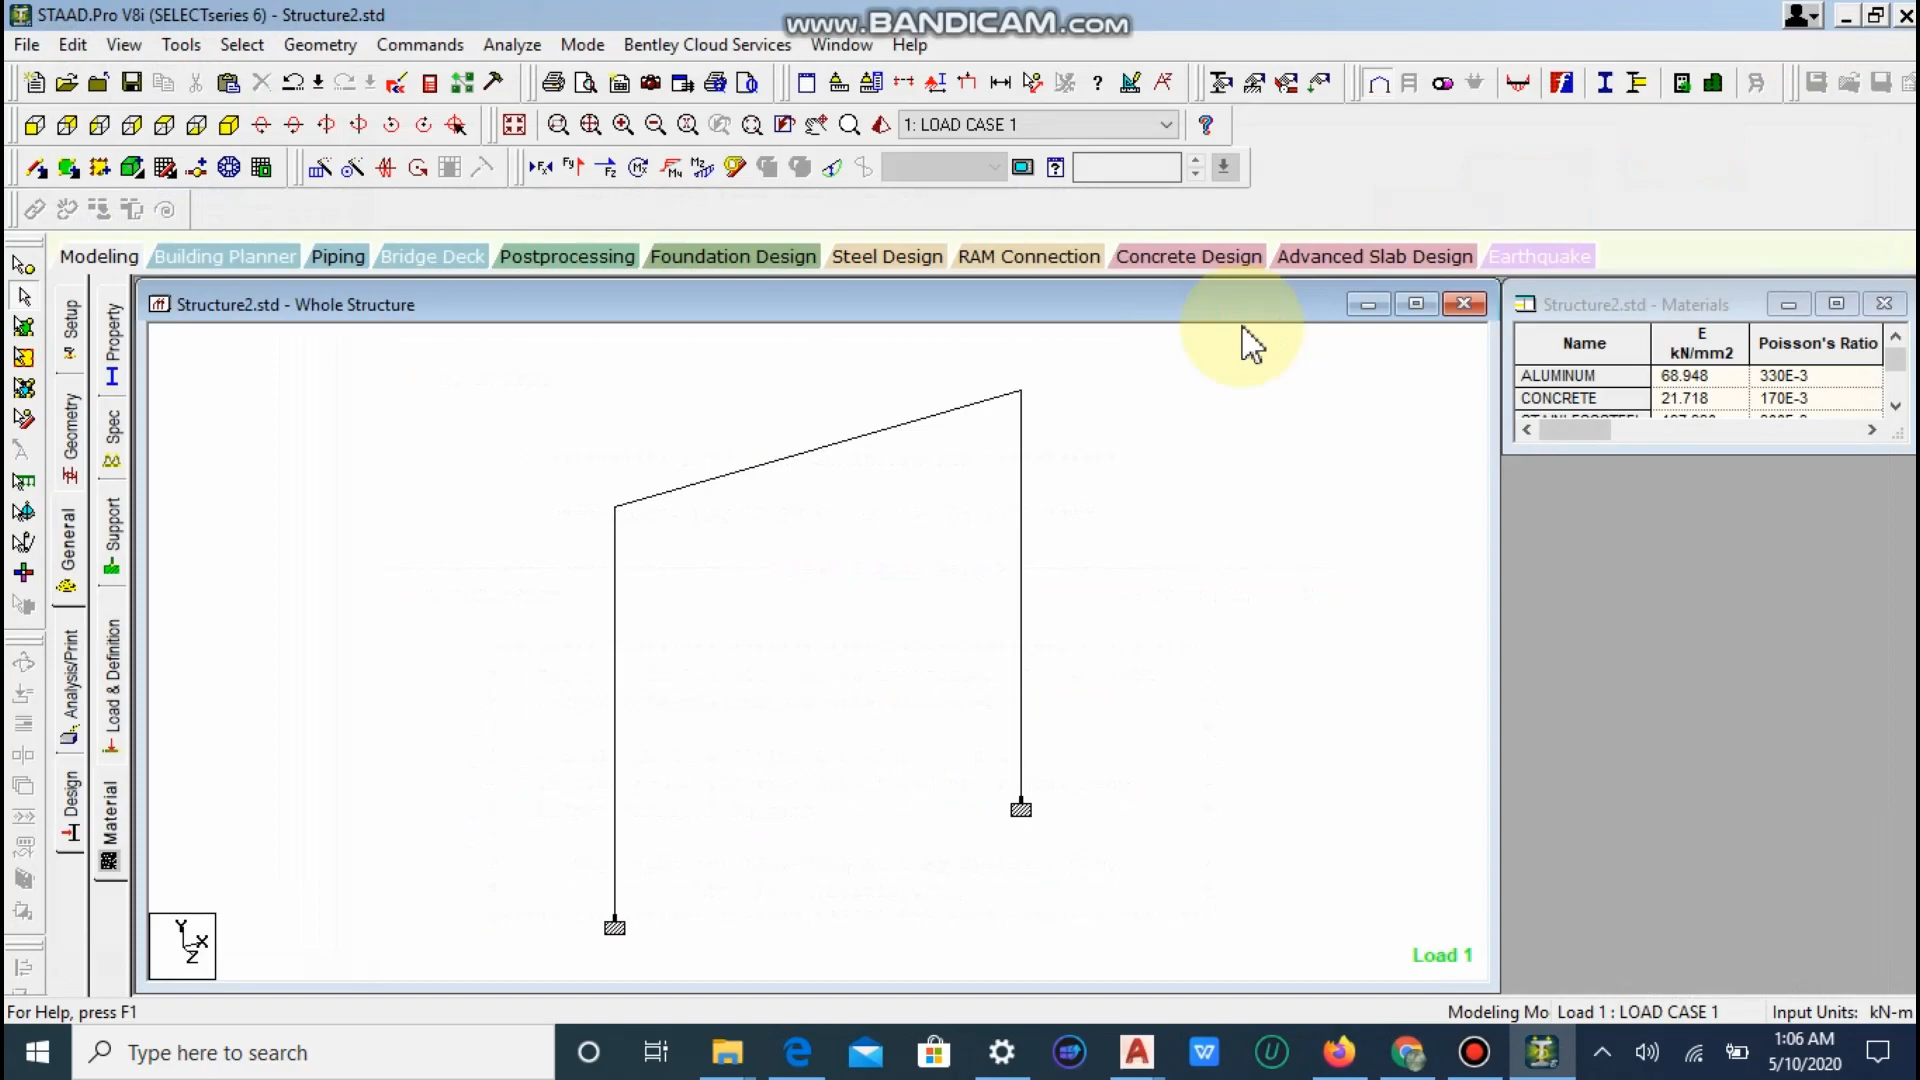 STAAD.Pro V8i (SELECTseries 6) - Structure2.std
www.BANDICAM.com
File Edit View Tools Select Geometry Commands Analyze Mode Bentley Cloud Services Window Help
1: LOAD CASE 1
Modeling Building Planner Piping Bridge Deck Postprocessing Foundation Design Steel Design RAM Connection Concrete Design Advanced Slab Design Earthquake
Setup
Geometry
General
Analysis/Print
Design
Property
Spec
Support
Load & Definition
Material
Structure2.std - Whole Structure
Y
X
Z
Load 1
Structure2.std - Materials
Name E kN/mm2 Poisson's Ratio
ALUMINUM 68.948 330E-3
CONCRETE 21.718 170E-3
For Help, press F1
Modeling Mo Load 1 : LOAD CASE 1 Input Units: kN-m
Type here to search
1:06 AM
5/10/2020